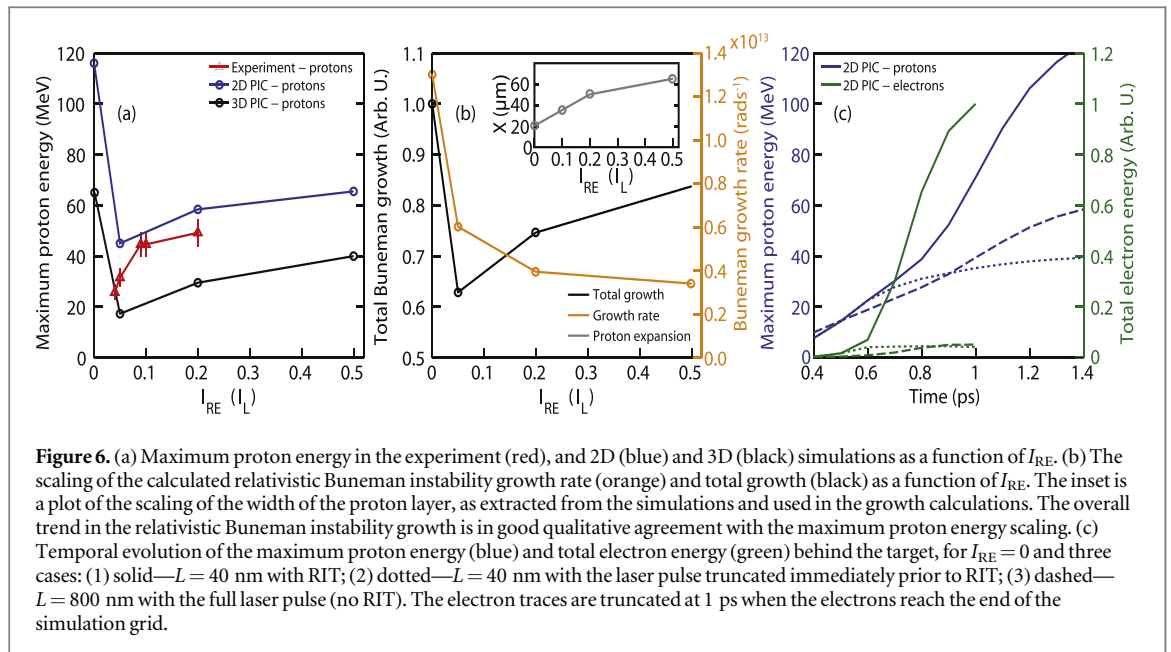 120
100
80
60
40
20
0
Maximum proton energy (MeV)
(a)
Experiment – protons
2D PIC – protons
3D PIC – protons
0 0.1 0.2 0.3 0.4 0.5
I_RE (I_L)
1.1
1.0
0.9
0.8
0.7
0.6
0.5
Total Buneman growth (Arb. U.)
(b)
60
40
20
0
X (μm)
0 0.1 0.2 0.3 0.4 0.5
I_RE (I_L)
Total growth
Growth rate
Proton expansion
0 0.1 0.2 0.3 0.4 0.5
I_RE (I_L)
1.4 x10¹³
1.2
1.0
0.8
0.6
0.4
0.2
0.0
Buneman growth rate (rads⁻¹)
120
100
80
60
40
20
0
Maximum proton energy (MeV)
2D PIC – protons
2D PIC – electrons
(c)
0.4 0.6 0.8 1.0 1.2 1.4
Time (ps)
1.2
1
0.8
0.6
0.4
0.2
0
Total electron energy (Arb. U.)
Figure 6. (a) Maximum proton energy in the experiment (red), and 2D (blue) and 3D (black) simulations as a function of I_RE. (b) The
scaling of the calculated relativistic Buneman instability growth rate (orange) and total growth (black) as a function of I_RE. The inset is
a plot of the scaling of the width of the proton layer, as extracted from the simulations and used in the growth calculations. The overall
trend in the relativistic Buneman instability growth is in good qualitative agreement with the maximum proton energy scaling. (c)
Temporal evolution of the maximum proton energy (blue) and total electron energy (green) behind the target, for I_RE = 0 and three
cases: (1) solid—L = 40 nm with RIT; (2) dotted—L = 40 nm with the laser pulse truncated immediately prior to RIT; (3) dashed—
L = 800 nm with the full laser pulse (no RIT). The electron traces are truncated at 1 ps when the electrons reach the end of the
simulation grid.